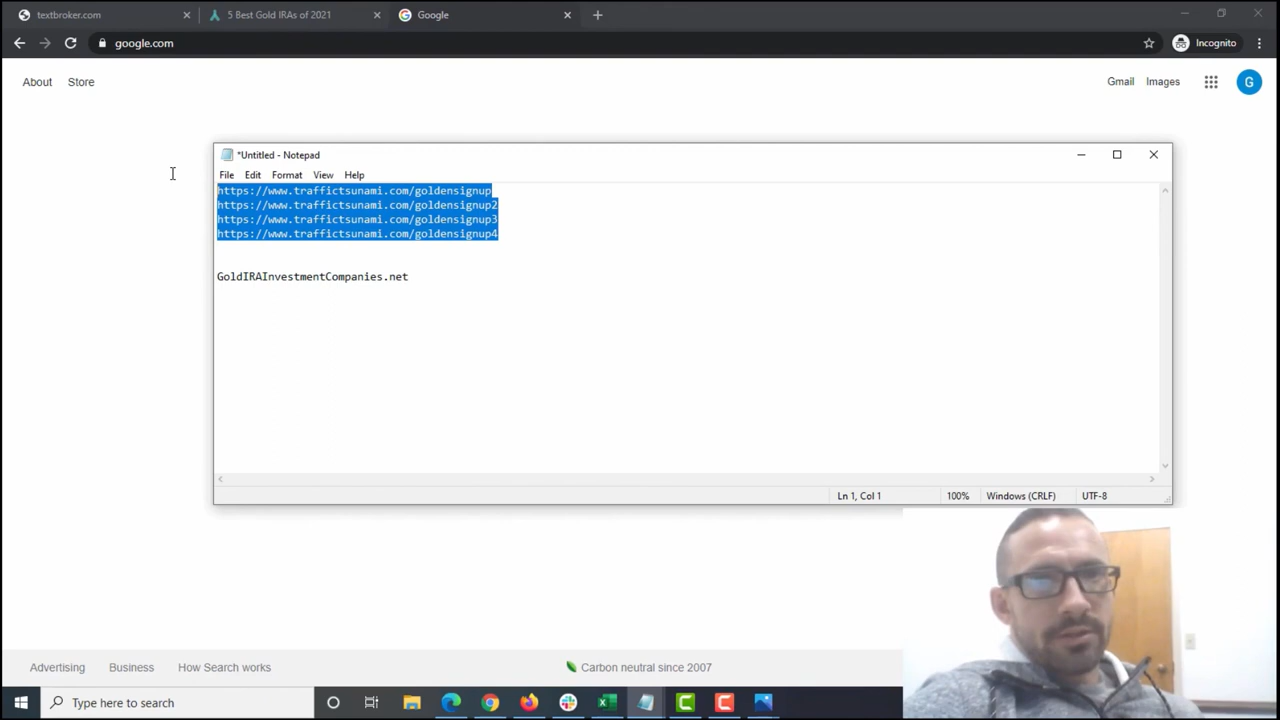 textbroker.com
5 Best Gold IRAs of 2021
Google
google.com
Incognito
About
Store
Gmail
Images
G
*Untitled - Notepad
File
Edit
Format
View
Help
https://www.traffictsunami.com/goldensignup
https://www.traffictsunami.com/goldensignup2
https://www.traffictsunami.com/goldensignup3
https://www.traffictsunami.com/goldensignup4
GoldIRAInvestmentCompanies.net
Ln 1, Col 1
100%
Windows (CRLF)
UTF-8
Advertising
Business
How Search works
Carbon neutral since 2007
Type here to search